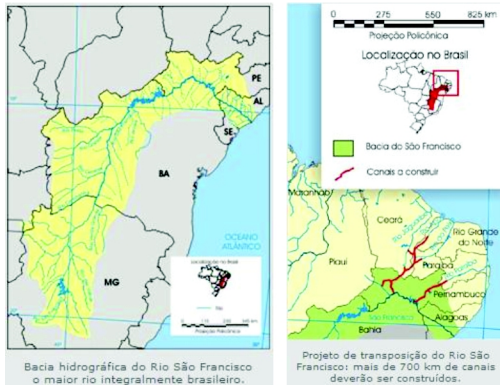 PE
AL
SE
BA
OCEANO
ATLÂNTICO
MG
Localização no Brasil
Rio
Projeção Policônica
Bacia hidrográfica do Rio São Francisco
o maior rio integralmente brasileiro.
0 275 550 825 km
Projeção Policônica
Localização no Brasil
Bacia do São Francisco
Canais a construir
Maranhão
Ceará
Rio Grande
do Norte
Piauí
Paraíba
Pernambuco
São Francisco
Alagoas
Bahia
Projeto de transposição do Rio São
Francisco: mais de 700 km de canais
deverão ser construídos.